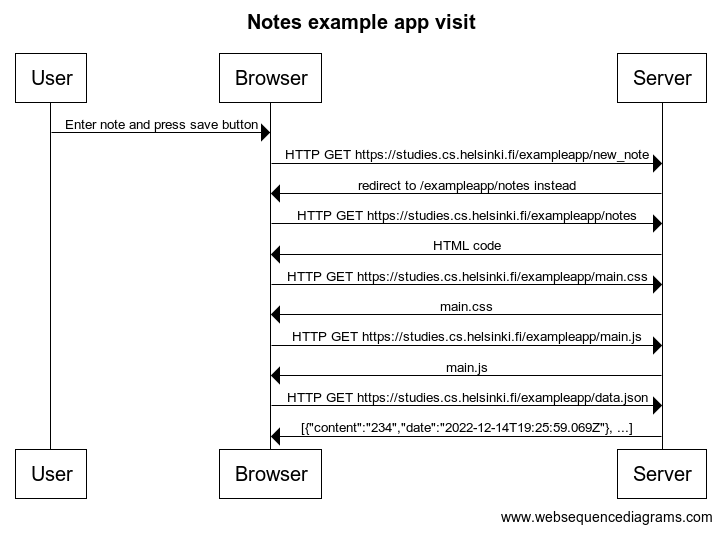 Notes example app visit
User Browser Server
Enter note and press save button
HTTP GET https://studies.cs.helsinki.fi/exampleapp/new_note
redirect to /exampleapp/notes instead
HTTP GET https://studies.cs.helsinki.fi/exampleapp/notes
HTML code
HTTP GET https://studies.cs.helsinki.fi/exampleapp/main.css
main.css
HTTP GET https://studies.cs.helsinki.fi/exampleapp/main.js
main.js
HTTP GET https://studies.cs.helsinki.fi/exampleapp/data.json
[{"content":"234","date":"2022-12-14T19:25:59.069Z"}, ...]
User Browser Server
www.websequencediagrams.com